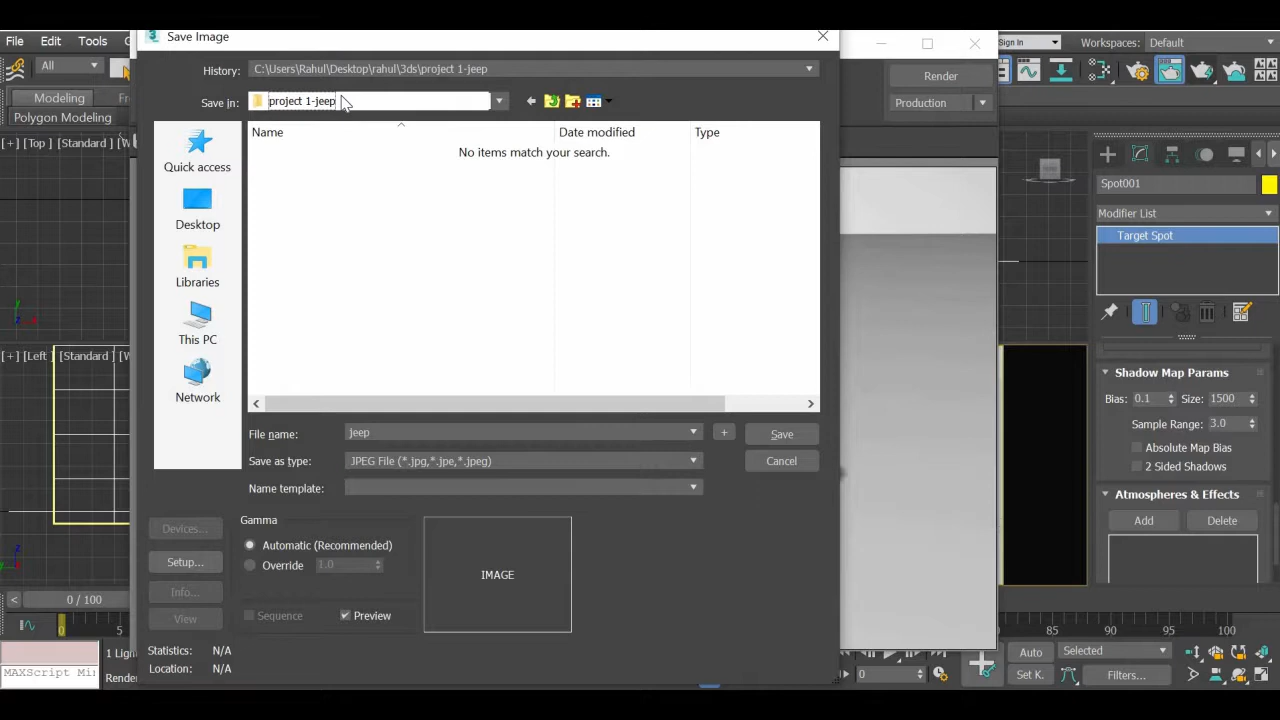 Save Image
File Edit Tools
Sign In Workspaces: Default
History: C:\Users\Rahul\Desktop\rahul\3ds\project 1-jeep
All
Render
Save in: project 1-jeep
Modeling
Production
Polygon Modeling
Name Date modified Type
No items match your search.
[+] [Top ] [Standard ] [W
Quick access
Desktop
Libraries
This PC
Network
Spot001
Modifier List
Target Spot
[+] [Left ] [Standard ] [W
Shadow Map Params
Bias: 0.1 Size: 1500
Sample Range: 3.0
Absolute Map Bias
2 Sided Shadows
File name: jeep + Save
Save as type: JPEG File (*.jpg,*.jpe,*.jpeg) Cancel
Name template:
Atmospheres & Effects
Add Delete
Devices...
Setup...
Info...
View
Gamma
Automatic (Recommended)
Override 1.0
Sequence Preview
IMAGE
Statistics: N/A
Location: N/A
0 / 100
0 5
85 90 95 100
1 Ligh
MAXScript Mi
Render
0
Auto Selected
Set K. Filters...